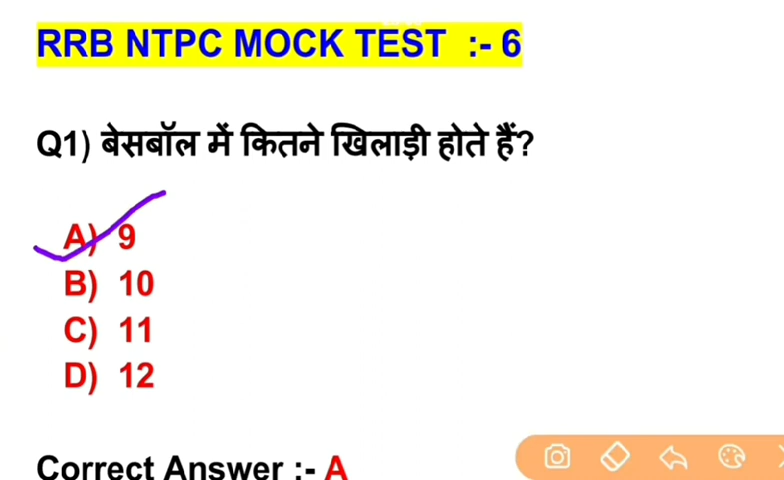 RRB NTPC MOCK TEST :- 6
Q1) बेसबॉल में कितने खिलाड़ी होते हैं?
A) 9
B) 10
C) 11
D) 12
Correct Answer :- A